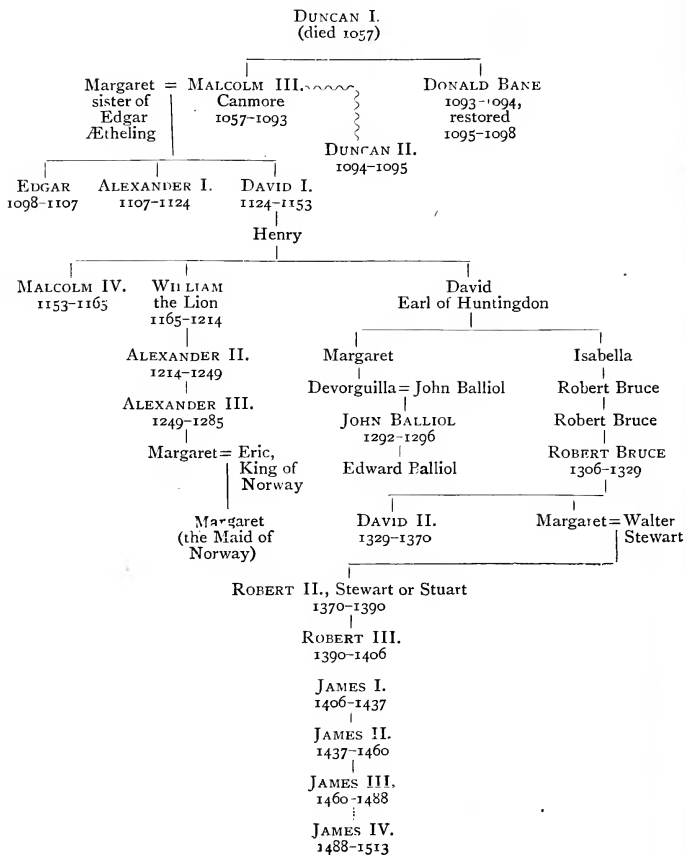 DUNCAN I.
(died 1057)
Margaret = MALCOLM III.
sister of Canmore
Edgar 1057-1093
Ætheling
DONALD BANE
1093-1094,
restored
1095-1098
DUNCAN II.
1094-1095
EDGAR ALEXANDER I. DAVID I.
1098-1107 1107-1124 1124-1153
Henry
MALCOLM IV. WILLIAM David
1153-1165 the Lion Earl of Huntingdon
1165-1214
ALEXANDER II. Margaret Isabella
1214-1249
Devorguilla = John Balliol Robert Bruce
ALEXANDER III. JOHN BALLIOL Robert Bruce
1249-1285 1292-1296
Margaret = Eric, Edward Balliol ROBERT BRUCE
King of 1306-1329
Norway
Margaret DAVID II. Margaret = Walter
(the Maid of 1329-1370 Stewart
Norway)
ROBERT II., Stewart or Stuart
1370-1390
ROBERT III.
1390-1406
JAMES I.
1406-1437
JAMES II.
1437-1460
JAMES III,
1460-1488
JAMES IV.
1488-1513